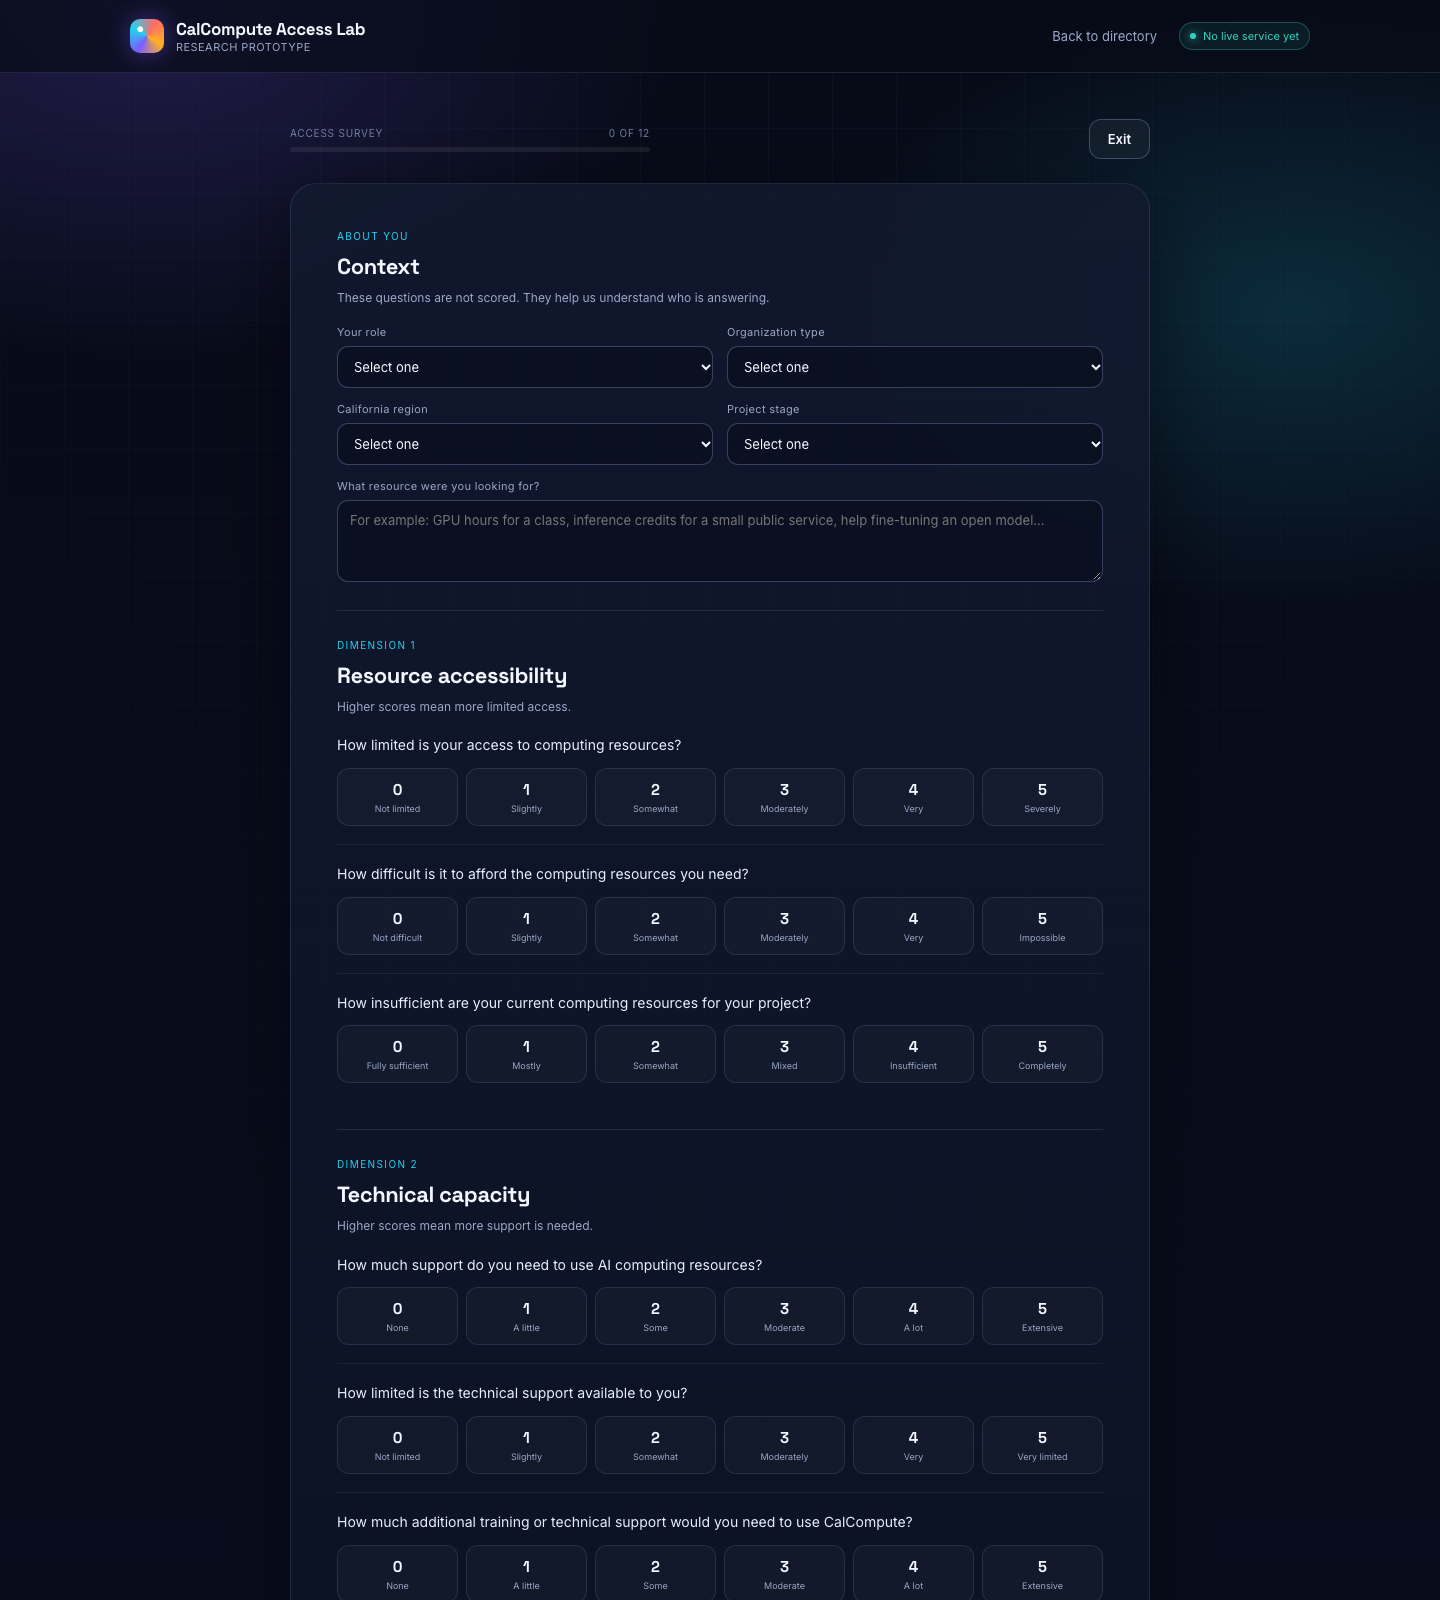 CalCompute Access Lab
RESEARCH PROTOTYPE
Back to directory
No live service yet
ACCESS SURVEY
0 OF 12
Exit
ABOUT YOU
Context
These questions are not scored. They help us understand who is answering.
Your role
Organization type
Select one
Select one
California region
Project stage
Select one
Select one
What resource were you looking for?
For example: GPU hours for a class, inference credits for a small public service, help fine-tuning an open model...
DIMENSION 1
Resource accessibility
Higher scores mean more limited access.
How limited is your access to computing resources?
0 1 2 3 4 5
Not limited Slightly Somewhat Moderately Very Severely
How difficult is it to afford the computing resources you need?
0 1 2 3 4 5
Not difficult Slightly Somewhat Moderately Very Impossible
How insufficient are your current computing resources for your project?
0 1 2 3 4 5
Fully sufficient Mostly Somewhat Mixed Insufficient Completely
DIMENSION 2
Technical capacity
Higher scores mean more support is needed.
How much support do you need to use AI computing resources?
0 1 2 3 4 5
None A little Some Moderate A lot Extensive
How limited is the technical support available to you?
0 1 2 3 4 5
Not limited Slightly Somewhat Moderately Very Very limited
How much additional training or technical support would you need to use CalCompute?
0 1 2 3 4 5
None A little Some Moderate A lot Extensive